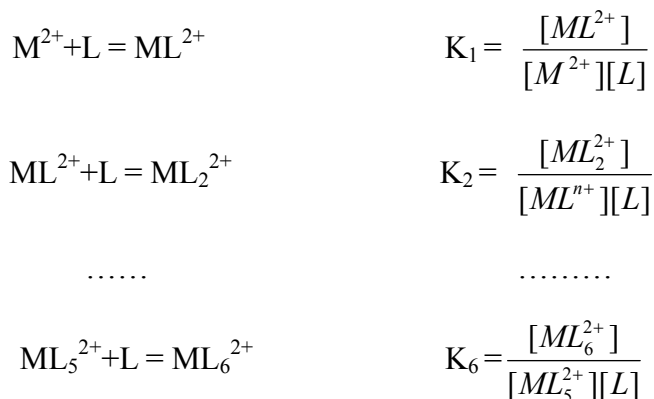 M²⁺+L = ML²⁺ K₁ = [ML²⁺] / [M²⁺][L]
ML²⁺+L = ML₂²⁺ K₂ = [ML₂²⁺] / [MLⁿ⁺][L]
…… ………
ML₅²⁺+L = ML₆²⁺ K₆ = [ML₆²⁺] / [ML₅²⁺][L]